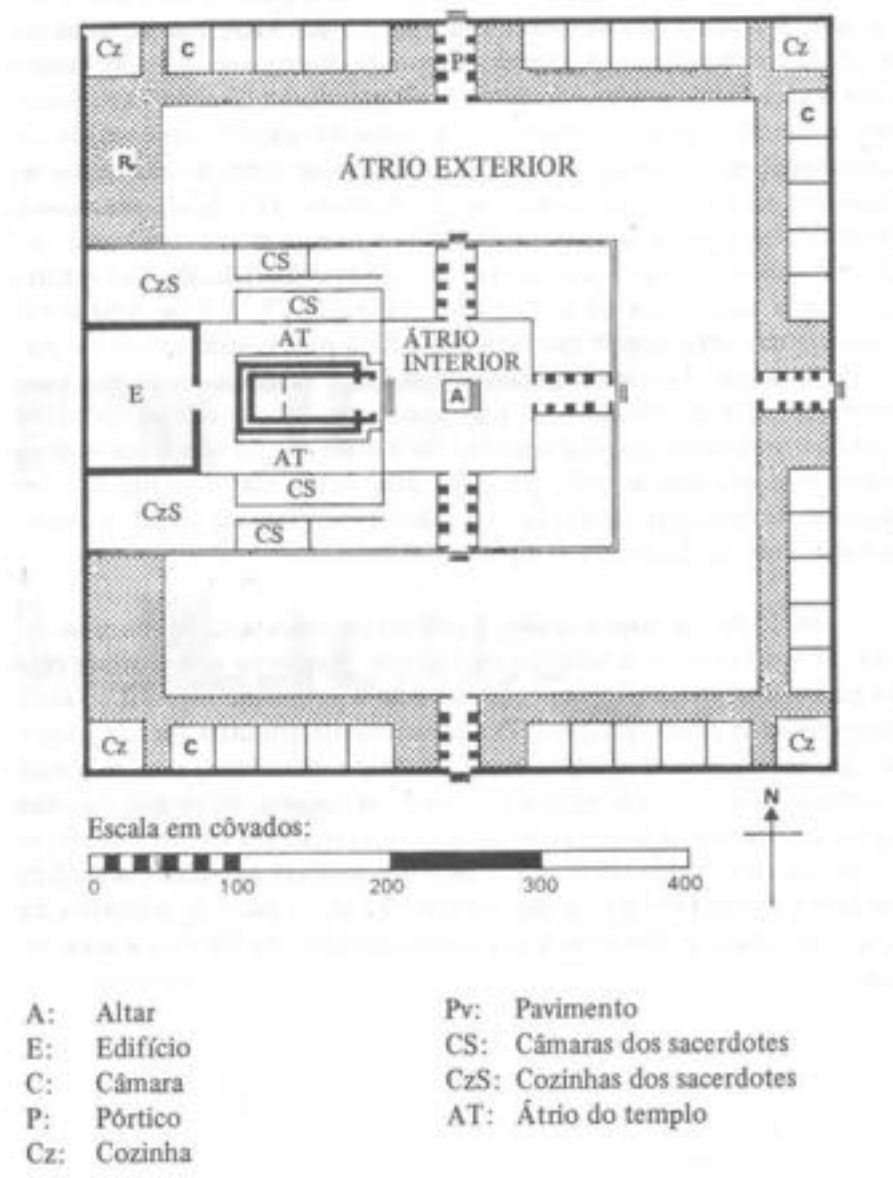 Cz C P Cz
C
R
ÁTRIO EXTERIOR
CS
CzS
CS
AT
ÁTRIO
INTERIOR
E
A
AT
CS
CzS
CS
Cz C Cz
N
Escala em côvados:
0 100 200 300 400
A: Altar
E: Edifício
C: Câmara
P: Pórtico
Cz: Cozinha
Pv: Pavimento
CS: Câmaras dos sacerdotes
CzS: Cozinhas dos sacerdotes
AT: Átrio do templo